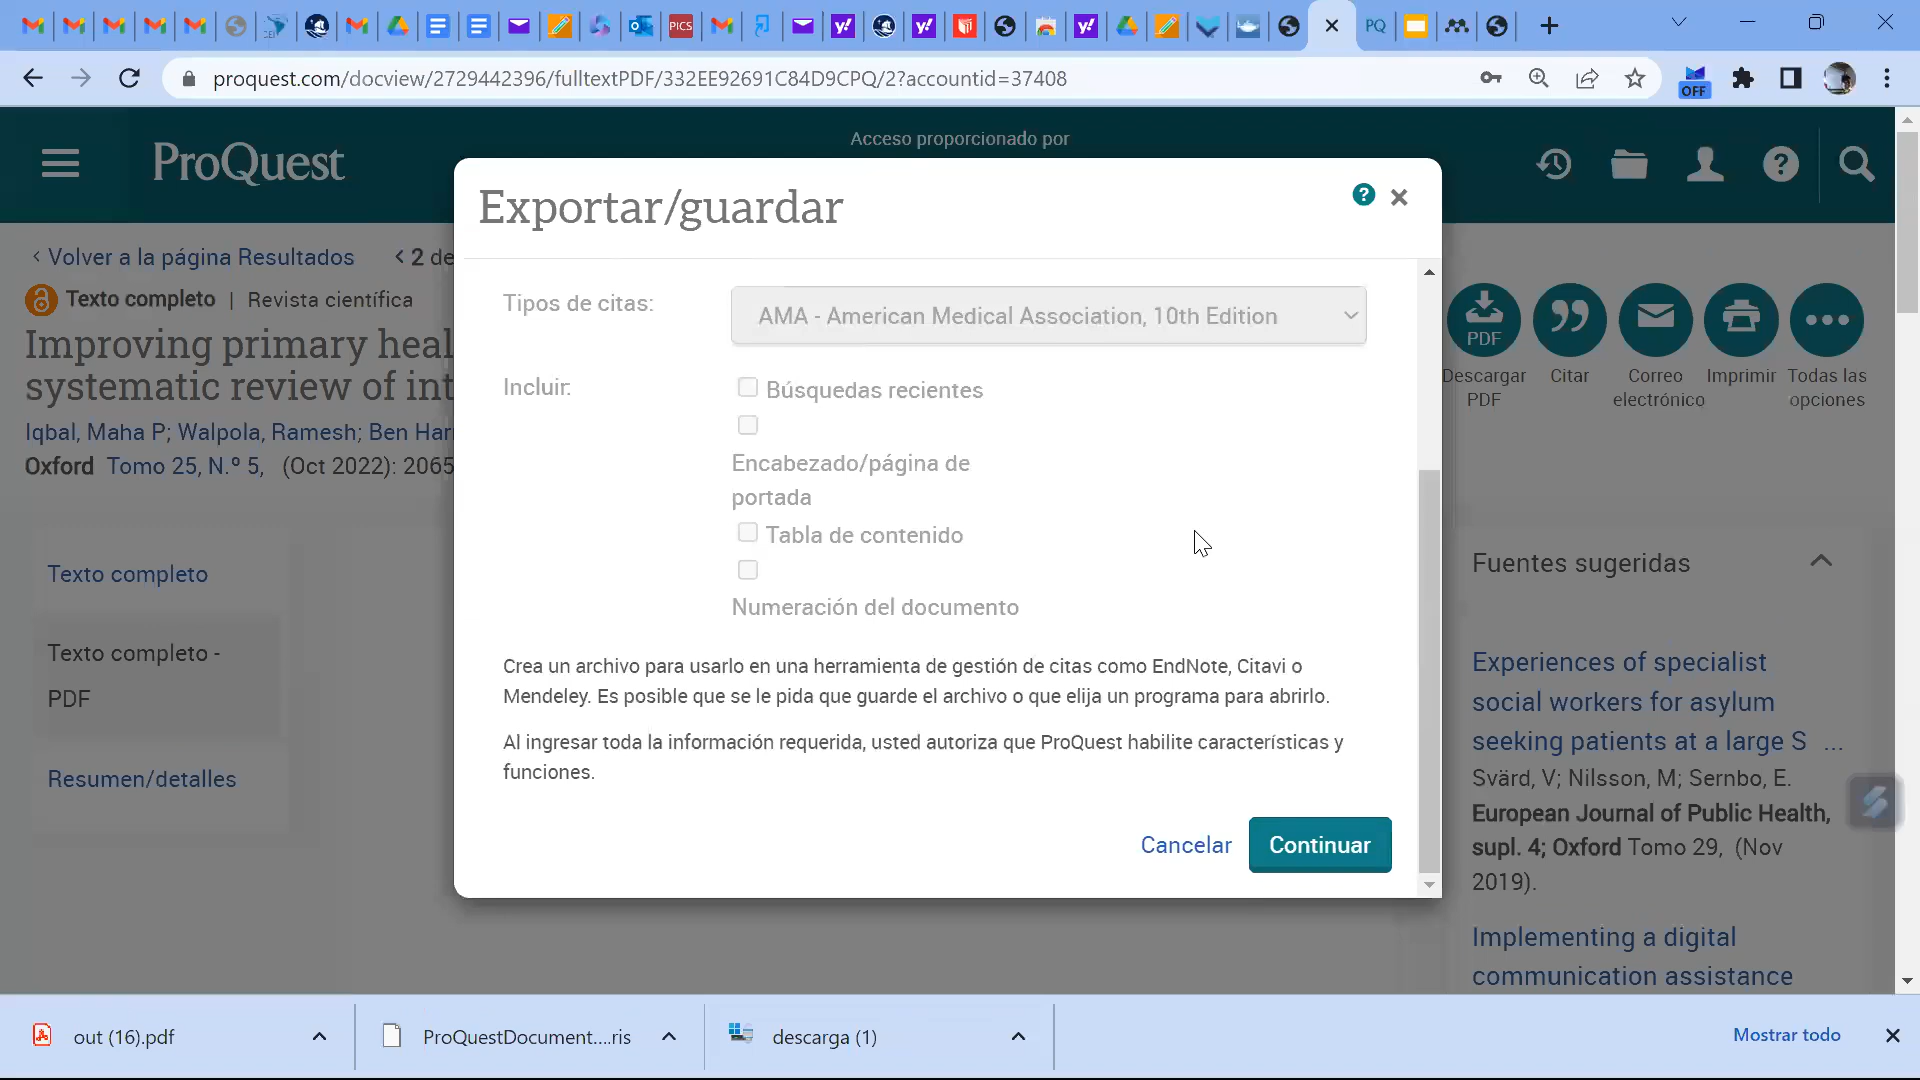 PICS
PQ
proquest.com/docview/2729442396/fulltextPDF/332EE92691C84D9CPQ/2?accountid=37408
OFF
Acceso proporcionado por
ProQuest
Exportar/guardar
Volver a la página Resultados
2 de
Texto completo | Revista científica
Improving primary heal
systematic review of int
Iqbal, Maha P; Walpola, Ramesh; Ben Har
Oxford Tomo 25, N.º 5, (Oct 2022): 2065
Texto completo
Texto completo -
PDF
Resumen/detalles
Tipos de citas:
AMA - American Medical Association, 10th Edition
Incluir:
Búsquedas recientes
Encabezado/página de
portada
Tabla de contenido
Numeración del documento
Crea un archivo para usarlo en una herramienta de gestión de citas como EndNote, Citavi o
Mendeley. Es posible que se le pida que guarde el archivo o que elija un programa para abrirlo.
Al ingresar toda la información requerida, usted autoriza que ProQuest habilite características y
funciones.
Cancelar
Continuar
PDF
Descargar
PDF
Citar
Correo
electrónico
Imprimir
Todas las
opciones
Fuentes sugeridas
Experiences of specialist
social workers for asylum
seeking patients at a large S ...
Svärd, V; Nilsson, M; Sernbo, E.
European Journal of Public Health,
supl. 4; Oxford Tomo 29, (Nov
2019).
Implementing a digital
communication assistance
out (16).pdf
ProQuestDocument....ris
descarga (1)
Mostrar todo